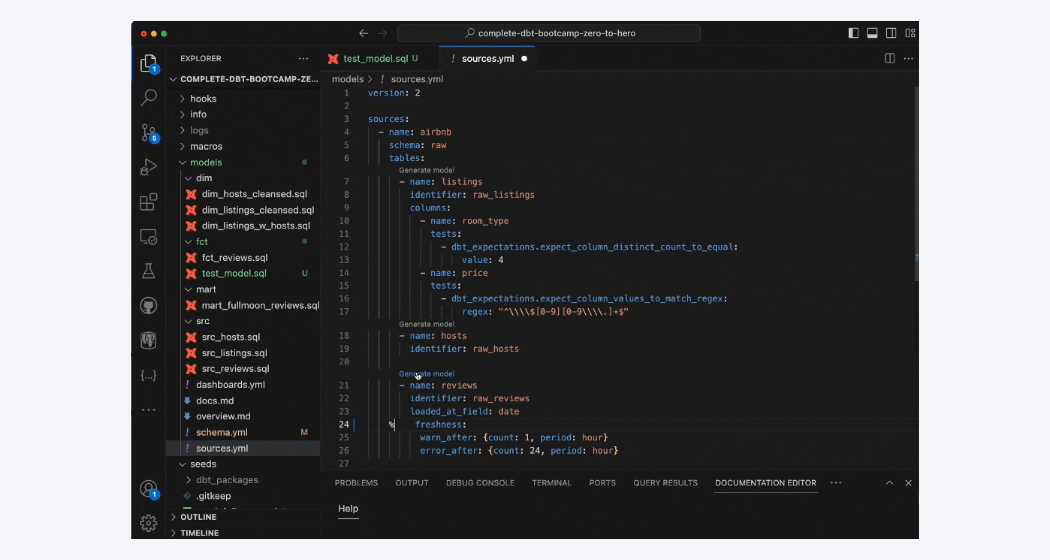 complete-dbt-bootcamp-zero-to-hero
EXPLORER
COMPLETE-DBT-BOOTCAMP-ZE...
hooks
info
logs
macros
models
dim
dim_hosts_cleansed.sql
dim_listings_cleansed.sql
dim_listings_w_hosts.sql
fct
fct_reviews.sql
test_model.sql U
mart
mart_fullmoon_reviews.sql
src
src_hosts.sql
src_listings.sql
src_reviews.sql
! dashboards.yml
docs.md
overview.md
! schema.yml M
! sources.yml
seeds
dbt_packages
.gitkeep
OUTLINE
TIMELINE
1
5
1
test_model.sql U
! sources.yml
models > ! sources.yml
1 version: 2
2
3 sources:
4 - name: airbnb
5 schema: raw
6 tables:
Generate model
7 - name: listings
8 identifier: raw_listings
9 columns:
10 - name: room_type
11 tests:
12 - dbt_expectations.expect_column_distinct_count_to_equal:
13 value: 4
14 - name: price
15 tests:
16 - dbt_expectations.expect_column_values_to_match_regex:
17 regex: "^\\\\$[0-9][0-9\\\\.]+$"
Generate model
18 - name: hosts
19 identifier: raw_hosts
20
Generate model
21 - name: reviews
22 identifier: raw_reviews
23 loaded_at_field: date
24 % freshness:
25 warn_after: {count: 1, period: hour}
26 error_after: {count: 24, period: hour}
27
PROBLEMS OUTPUT DEBUG CONSOLE TERMINAL PORTS QUERY RESULTS DOCUMENTATION EDITOR ...
Help